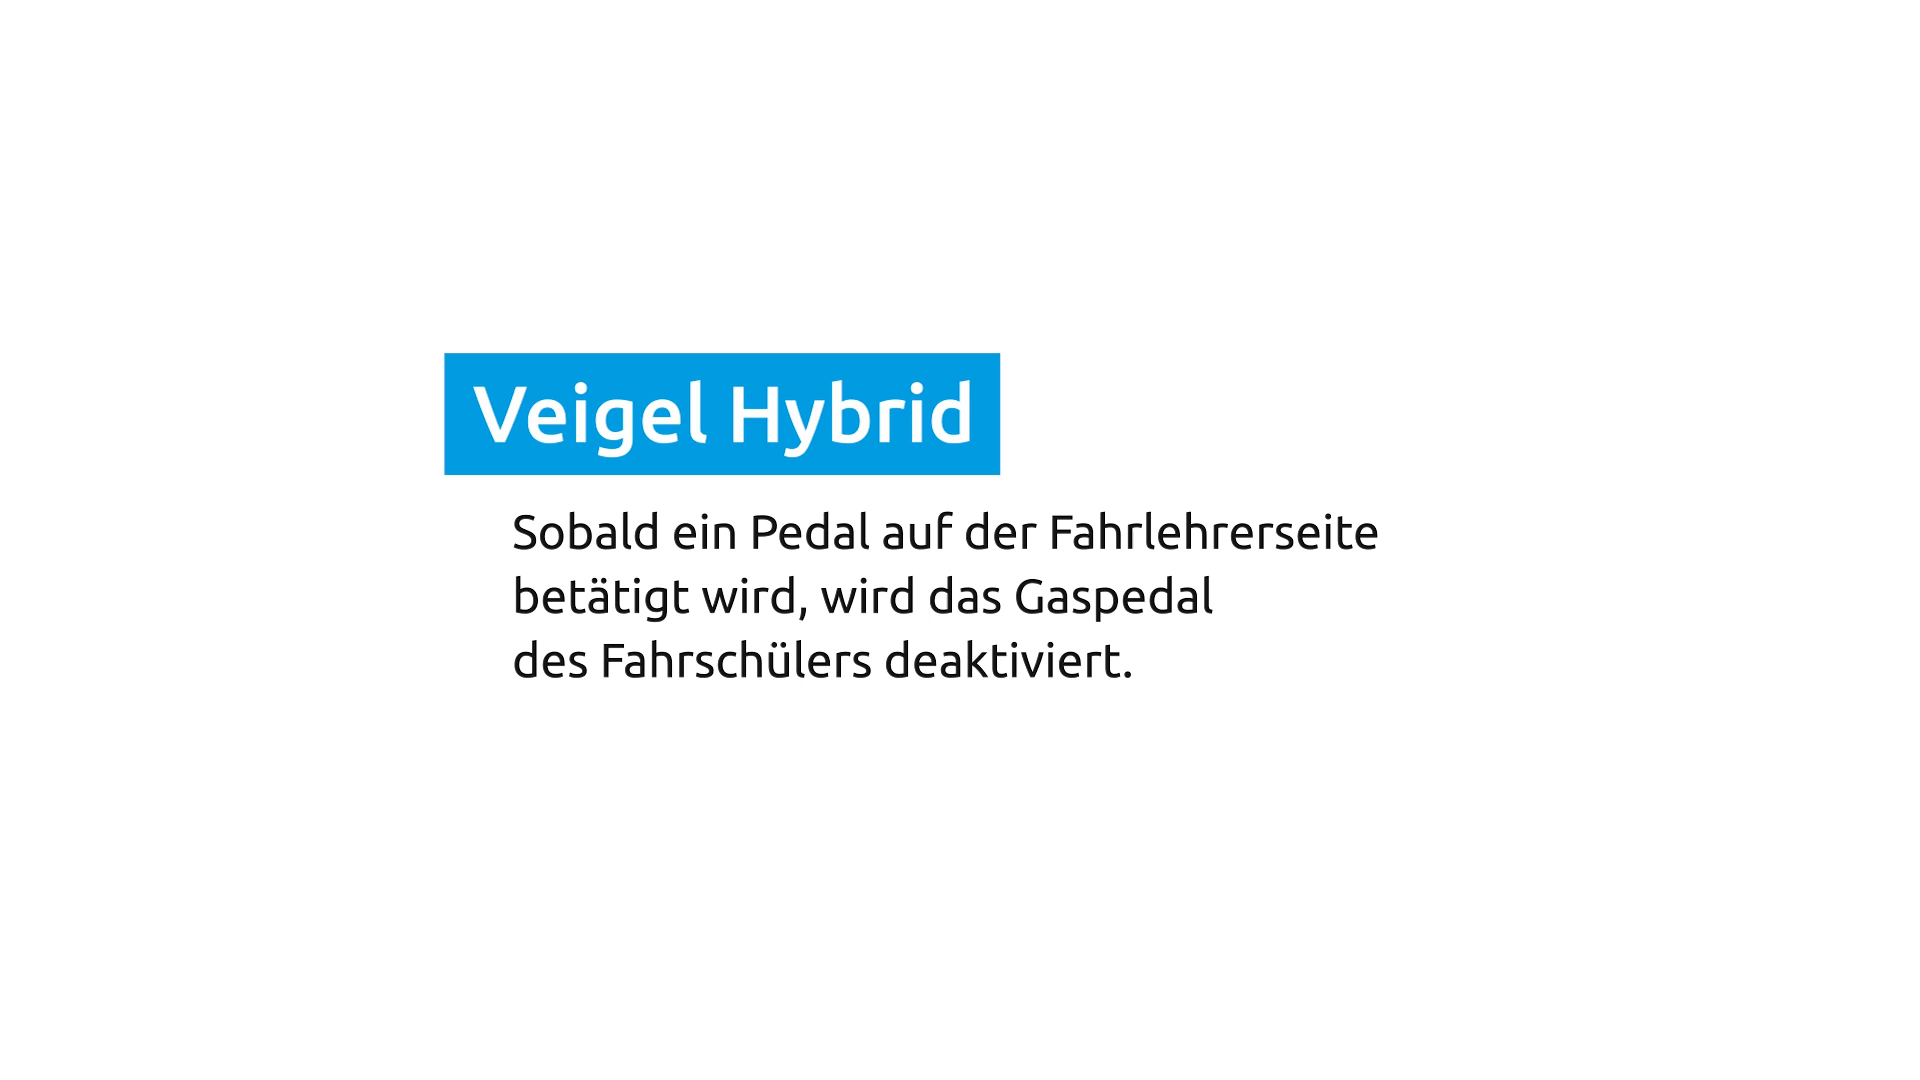 Veigel Hybrid
Sobald ein Pedal auf der Fahrlehrerseite
betätigt wird, wird das Gaspedal
des Fahrschülers deaktiviert.